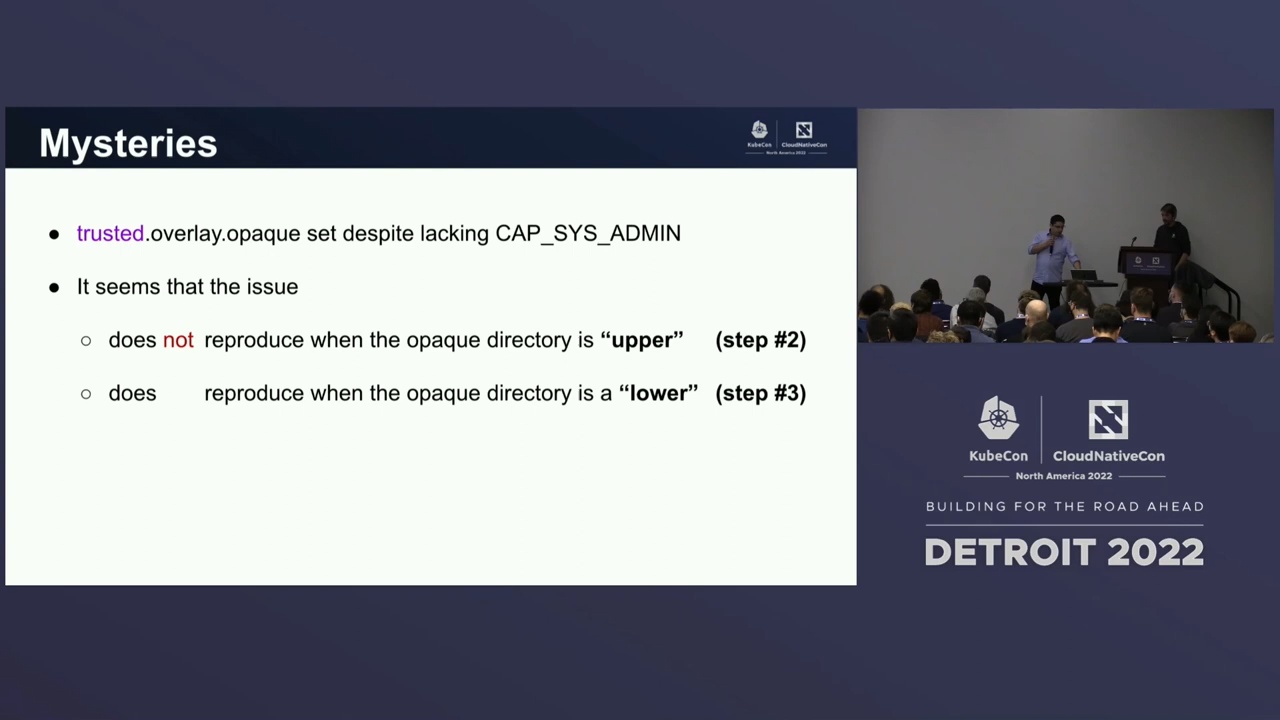 Mysteries
KubeCon
CloudNativeCon
North America 2022
● trusted.overlay.opaque set despite lacking CAP_SYS_ADMIN
● It seems that the issue
○ does not reproduce when the opaque directory is “upper” (step #2)
○ does reproduce when the opaque directory is a “lower” (step #3)
KubeCon
CloudNativeCon
North America 2022
BUILDING FOR THE ROAD AHEAD
DETROIT 2022